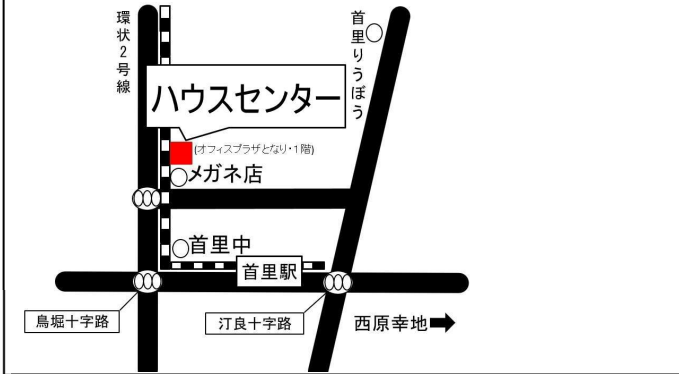 環状2号線
首里りうぼう
ハウスセンター
(オフィスプラザとなり・1階)
メガネ店
首里中
首里駅
鳥堀十字路
汀良十字路
西原幸地